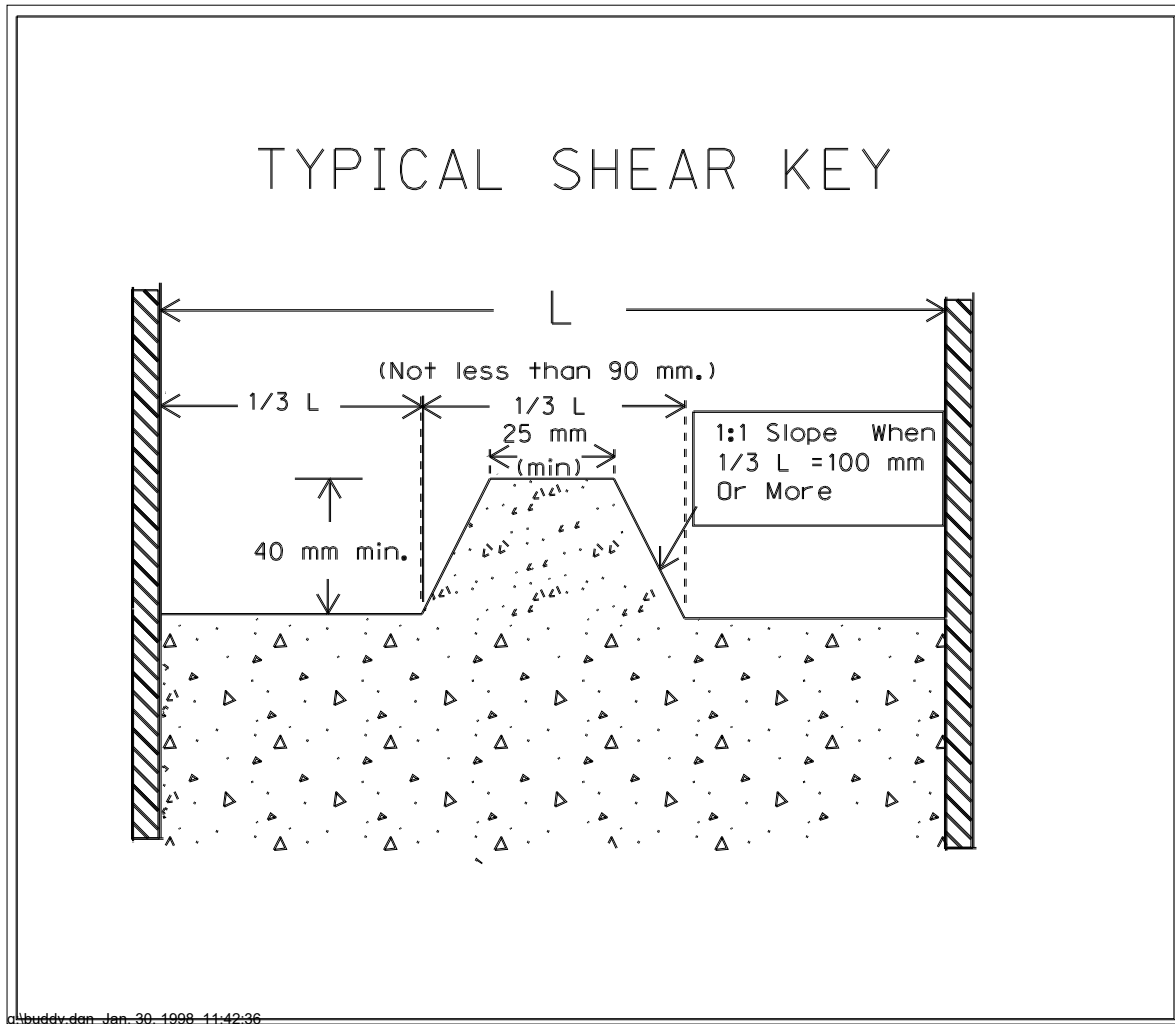 TYPICAL SHEAR KEY
L
(Not less than 90 mm.)
1/3 L
1/3 L
25 mm
(min)
1:1 Slope When
1/3 L =100 mm
Or More
40 mm min.
g:\buddy.dgn Jan. 30, 1998 11:42:36